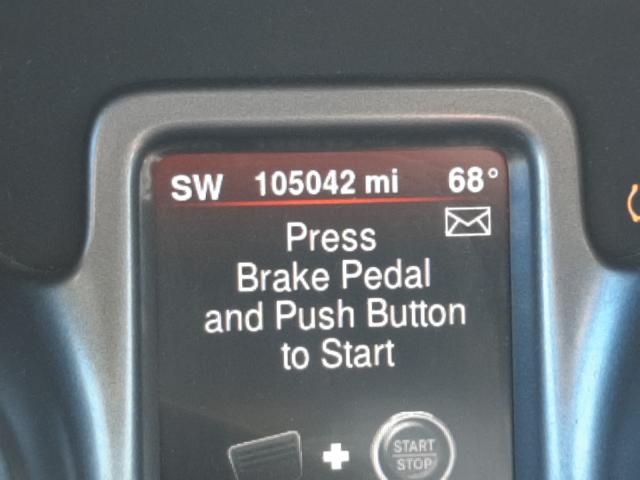 SW 105042 mi 68°
Press
Brake Pedal
and Push Button
to Start
START
STOP